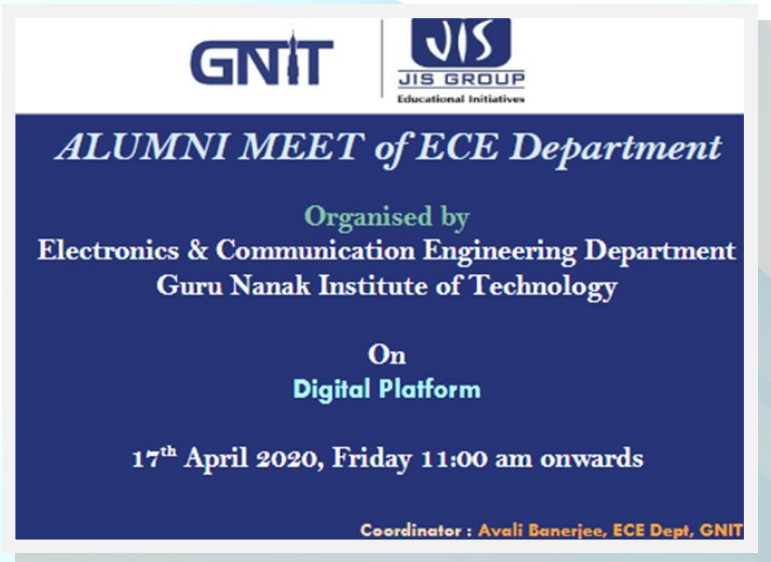 GNIT
JIS
JIS GROUP
Educational Initiatives
ALUMNI MEET of ECE Department
Organised by
Electronics & Communication Engineering Department
Guru Nanak Institute of Technology
On
Digital Platform
17th April 2020, Friday 11:00 am onwards
Coordinator : Avali Banerjee, ECE Dept, GNIT